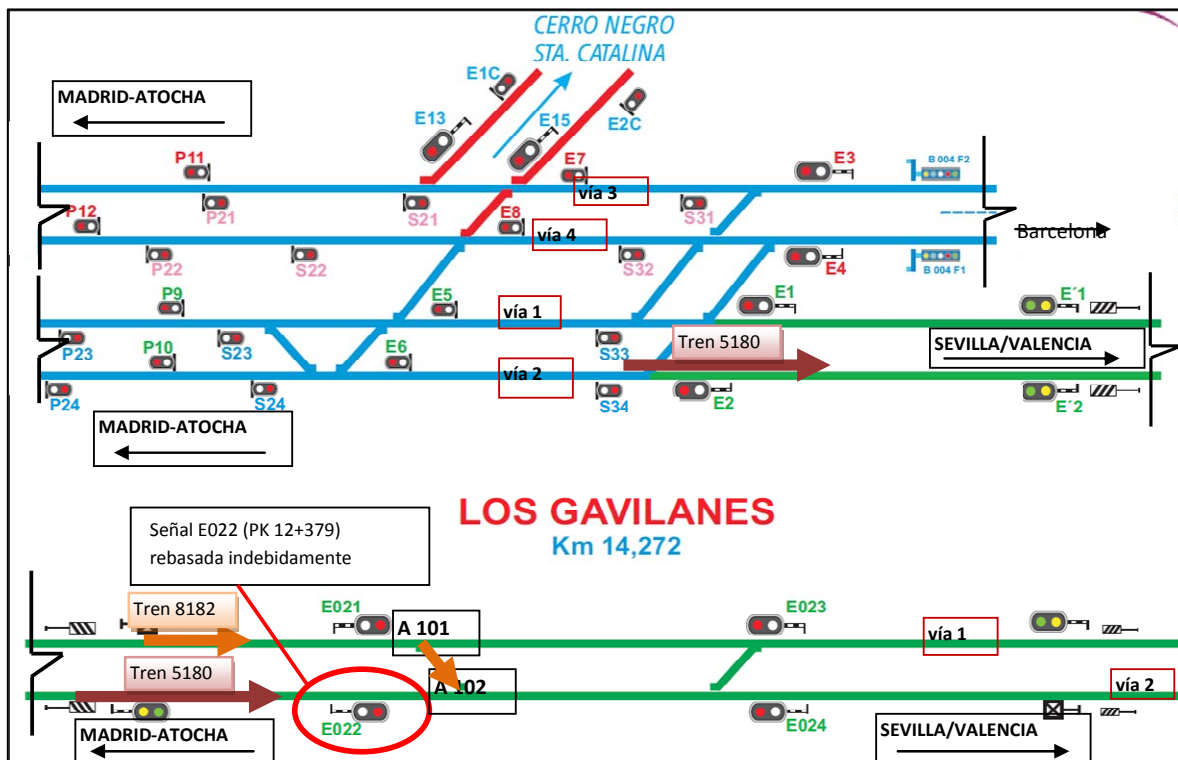 CERRO NEGRO
STA. CATALINA
MADRID-ATOCHA
E1C
E13
E15
E2C
P11
E7
E3
B 004 F2
vía 3
P21
S21
S31
P12
E8
vía 4
Barcelona
P22
S22
S32
E4
B 004 F1
P9
E5
vía 1
E1
E´1
P23
S23
S33
Tren 5180
SEVILLA/VALENCIA
P10
E6
vía 2
P24
S24
S34
E2
E´2
MADRID-ATOCHA
LOS GAVILANES
Km 14,272
Señal E022 (PK 12+379)
rebasada indebidamente
Tren 8182
E021
A 101
E023
vía 1
Tren 5180
A 102
vía 2
E022
E024
MADRID-ATOCHA
SEVILLA/VALENCIA